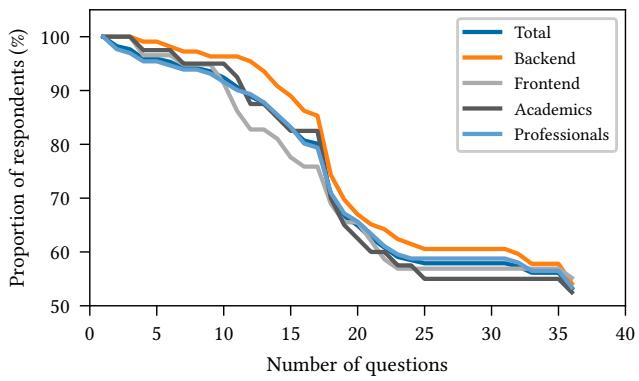 Proportion of respondents (%)
100
90
80
70
60
50
0
5
10
15
20
25
30
35
40
Number of questions
Total
Backend
Frontend
Academics
Professionals